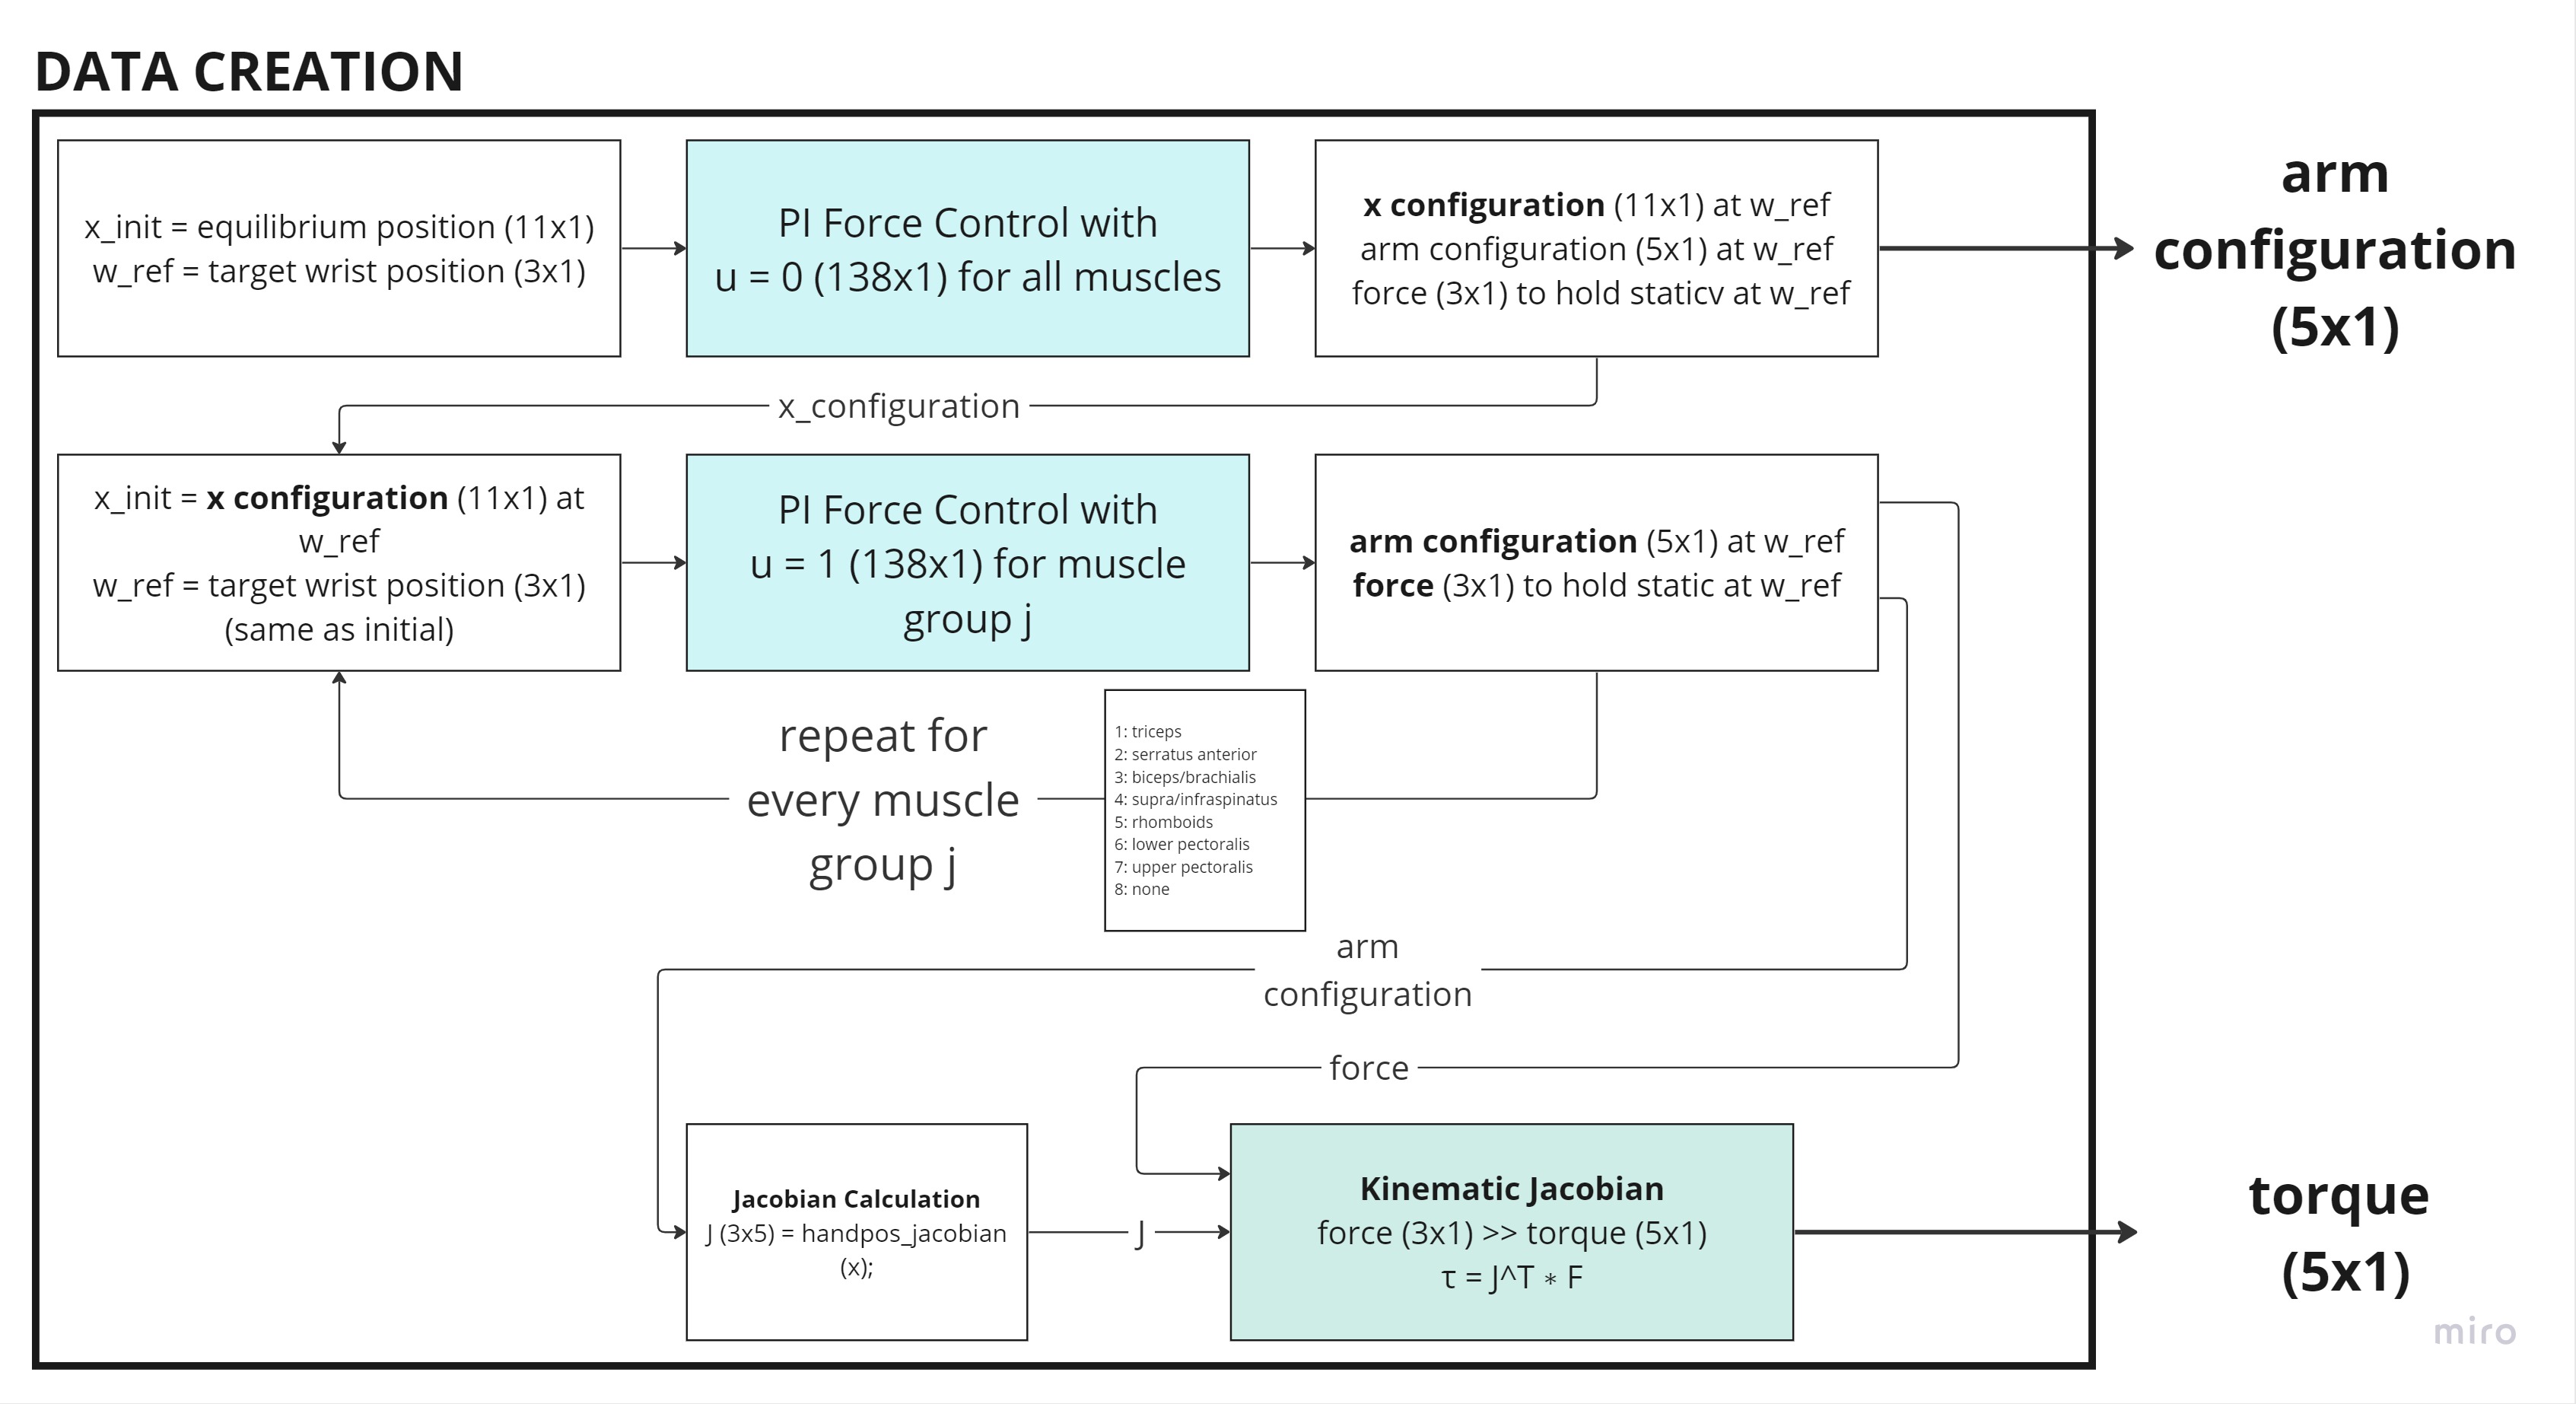 DATA CREATION
x_init = equilibrium position (11x1)
w_ref = target wrist position (3x1)
PI Force Control with
u = 0 (138x1) for all muscles
x configuration (11x1) at w_ref
arm configuration (5x1) at w_ref
force (3x1) to hold staticv at w_ref
arm
configuration
(5x1)
x_configuration
x_init = x configuration (11x1) at
w_ref
w_ref = target wrist position (3x1)
(same as initial)
PI Force Control with
u = 1 (138x1) for muscle
group j
arm configuration (5x1) at w_ref
force (3x1) to hold static at w_ref
repeat for
every muscle
group j
1: triceps
2: serratus anterior
3: biceps/brachialis
4: supra/infraspinatus
5: rhomboids
6: lower pectoralis
7: upper pectoralis
8: none
arm
configuration
force
Jacobian Calculation
J (3x5) = handpos_jacobian
(x);
J
Kinematic Jacobian
force (3x1) >> torque (5x1)
τ = J^T * F
torque
(5x1)
miro